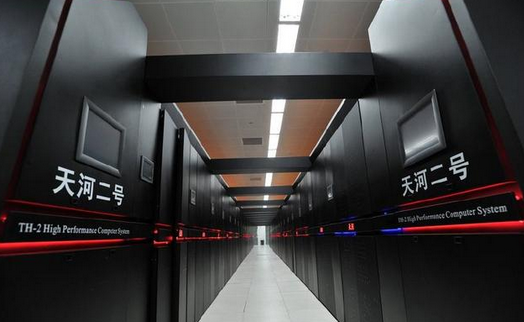 天河二号
TH-2 High Performance Computer System
天河二号
TH-2 High Performance Computer System